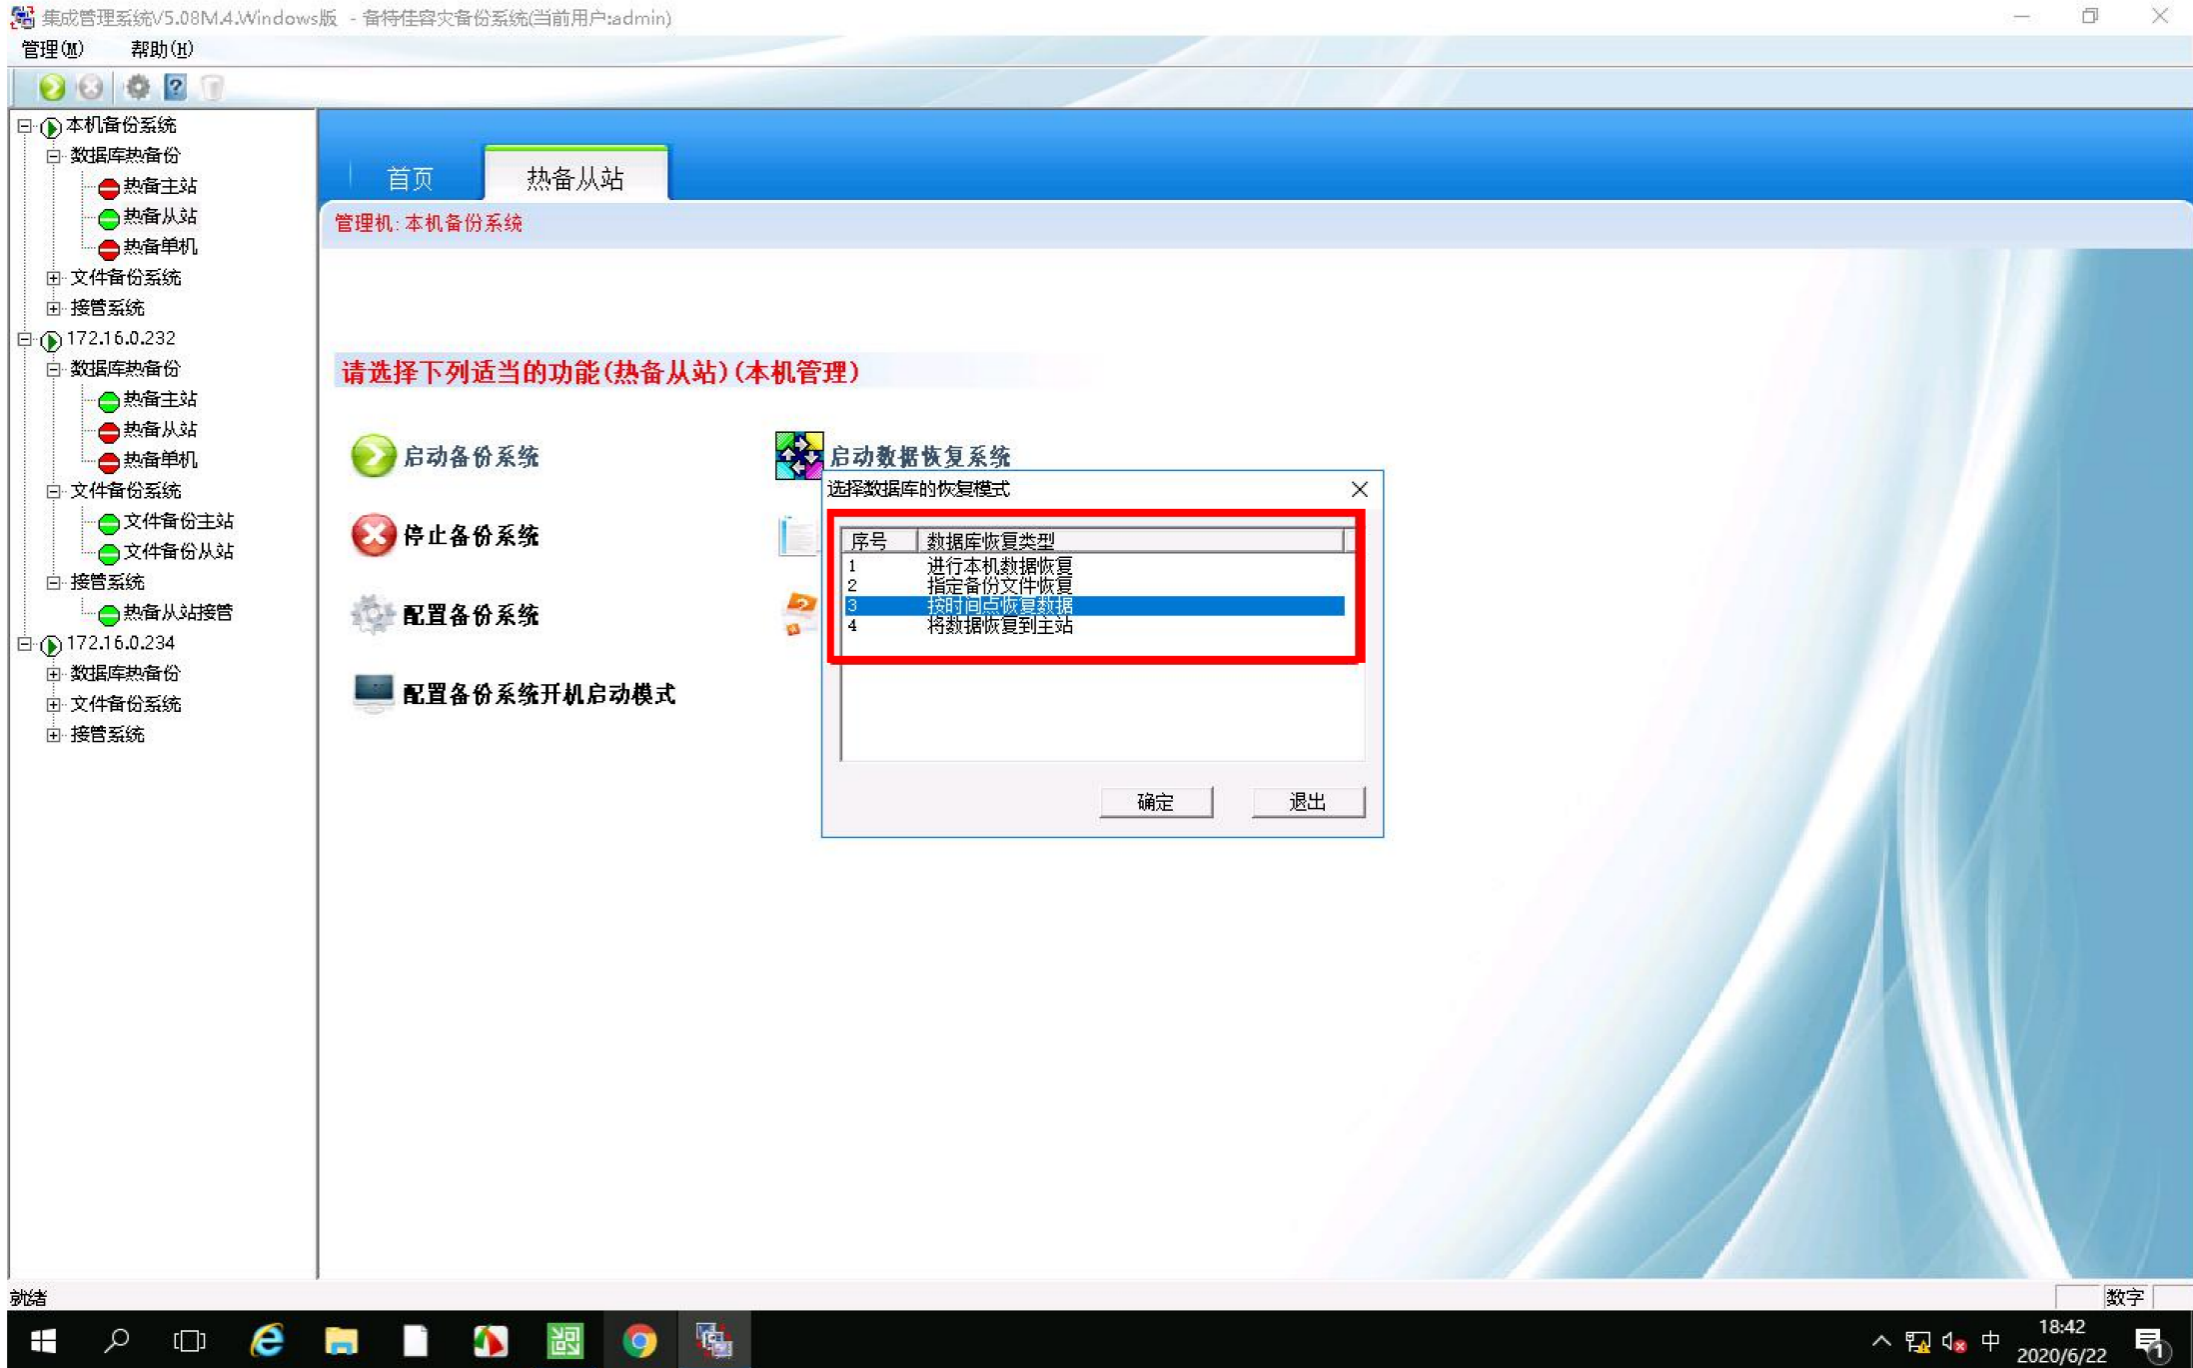 集成管理系统V5.08M.4.Windows版 - 备特佳容灾备份系统(当前用户:admin)
管理(M) 帮助(H)
本机备份系统
数据库热备份
热备主站
热备从站
热备单机
文件备份系统
接管系统
172.16.0.232
数据库热备份
热备主站
热备从站
热备单机
文件备份系统
文件备份主站
文件备份从站
接管系统
热备从站接管
172.16.0.234
数据库热备份
文件备份系统
接管系统
首页 热备从站
管理机:本机备份系统
请选择下列适当的功能(热备从站)(本机管理)
启动备份系统 启动数据恢复系统
停止备份系统
配置备份系统
配置备份系统开机启动模式
选择数据库的恢复模式
序号 数据库恢复类型
1 进行本机数据恢复
2 指定备份文件恢复
3 按时间点恢复数据
4 将数据恢复到主站
确定 退出
就绪 数字
中 18:42
2020/6/22
1